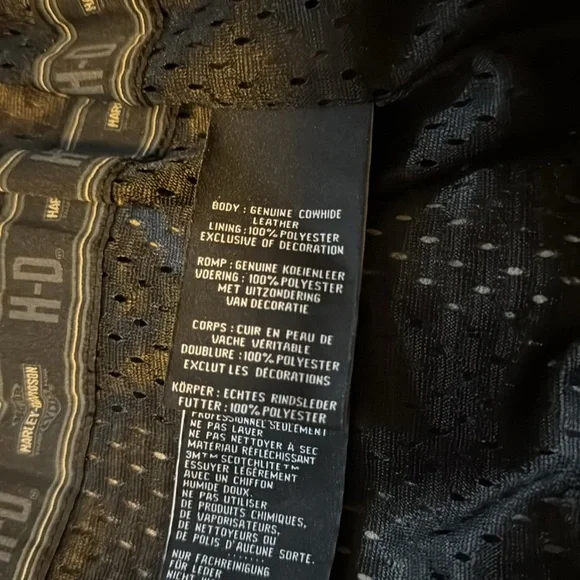 H-D
HARLEY-DAVIDSON
H-D
H-D
BODY : GENUINE COWHIDE
LEATHER
LINING : 100% POLYESTER
EXCLUSIVE OF DECORATION
ROMP : GENUINE KOEIENLEER
VOERING : 100% POLYESTER
MET UITZONDERING
VAN DECORATIE
CORPS : CUIR EN PEAU DE
VACHE VÉRITABLE
DOUBLURE : 100% POLYESTER
EXCLUT LES DÉCORATIONS
KÖRPER : ECHTES RINDSLEDER
FUTTER : 100% POLYESTER
PROFESSIONNEL SEULEMENT
NE PAS LAVER
NE PAS NETTOYER À SEC
MATERIAU RÉFLECHISSANT
3M™ SCOTCHLITE™
ESSUYER LÉGÈREMENT
AVEC UN CHIFFON
HUMIDE DOUX.
NE PAS UTILISER
DE PRODUITS CHIMIQUES,
DE VAPORISATEURS,
DE NETTOYEURS OU
DE POLIS D'AUCUNE SORTE.
NUR FACHREINIGUNG
FÜR LEDER
NICHT